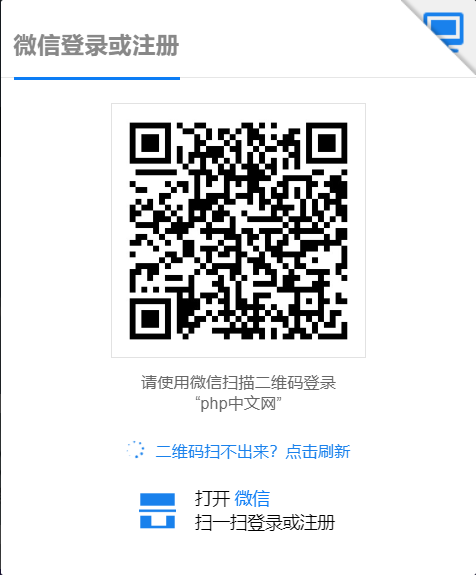 微信登录或注册
请使用微信扫描二维码登录
“php中文网”
二维码扫不出来？点击刷新
打开 微信
扫一扫登录或注册